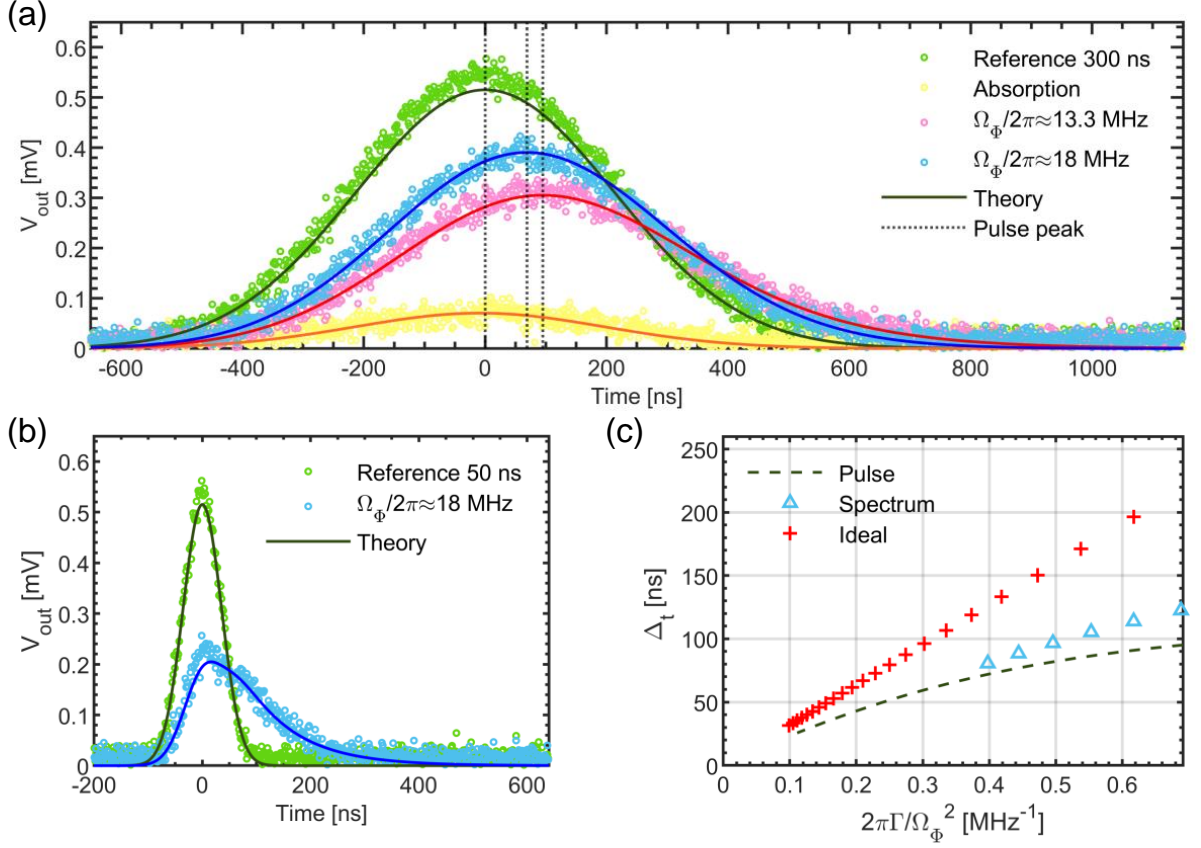 (a)
0.6
0.5
0.4
0.3
0.2
0.1
0
V_out [mV]
-600 -400 -200 0 200 400 600 800 1000
Time [ns]
Reference 300 ns
Absorption
Ω_Φ/2π≈13.3 MHz
Ω_Φ/2π≈18 MHz
Theory
Pulse peak
(b)
0.6
0.5
0.4
0.3
0.2
0.1
0
V_out [mV]
-200 0 200 400 600
Time [ns]
Reference 50 ns
Ω_Φ/2π≈18 MHz
Theory
(c)
250
200
150
100
50
0
Δ_t [ns]
0 0.1 0.2 0.3 0.4 0.5 0.6
2πΓ/Ω_Φ² [MHz⁻¹]
Pulse
Spectrum
Ideal